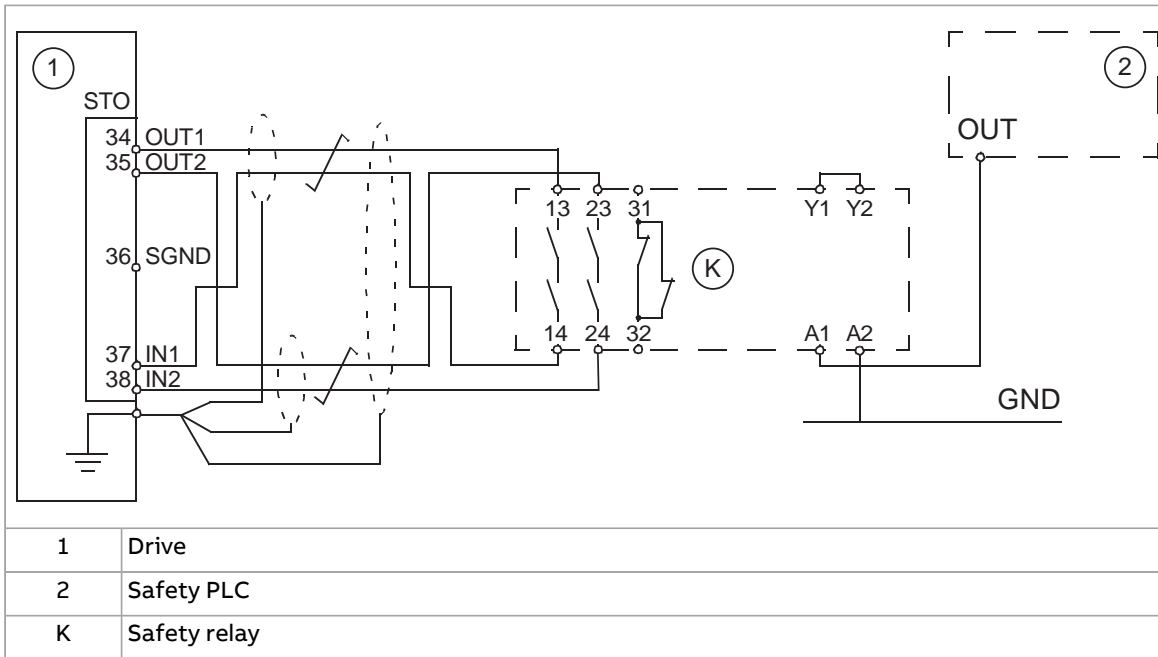 1
2
STO
OUT
34 OUT1
35 OUT2
13 23 31 Y1 Y2
36 SGND
K
14 24 32 A1 A2
37 IN1
38 IN2
GND
1 Drive
2 Safety PLC
K Safety relay